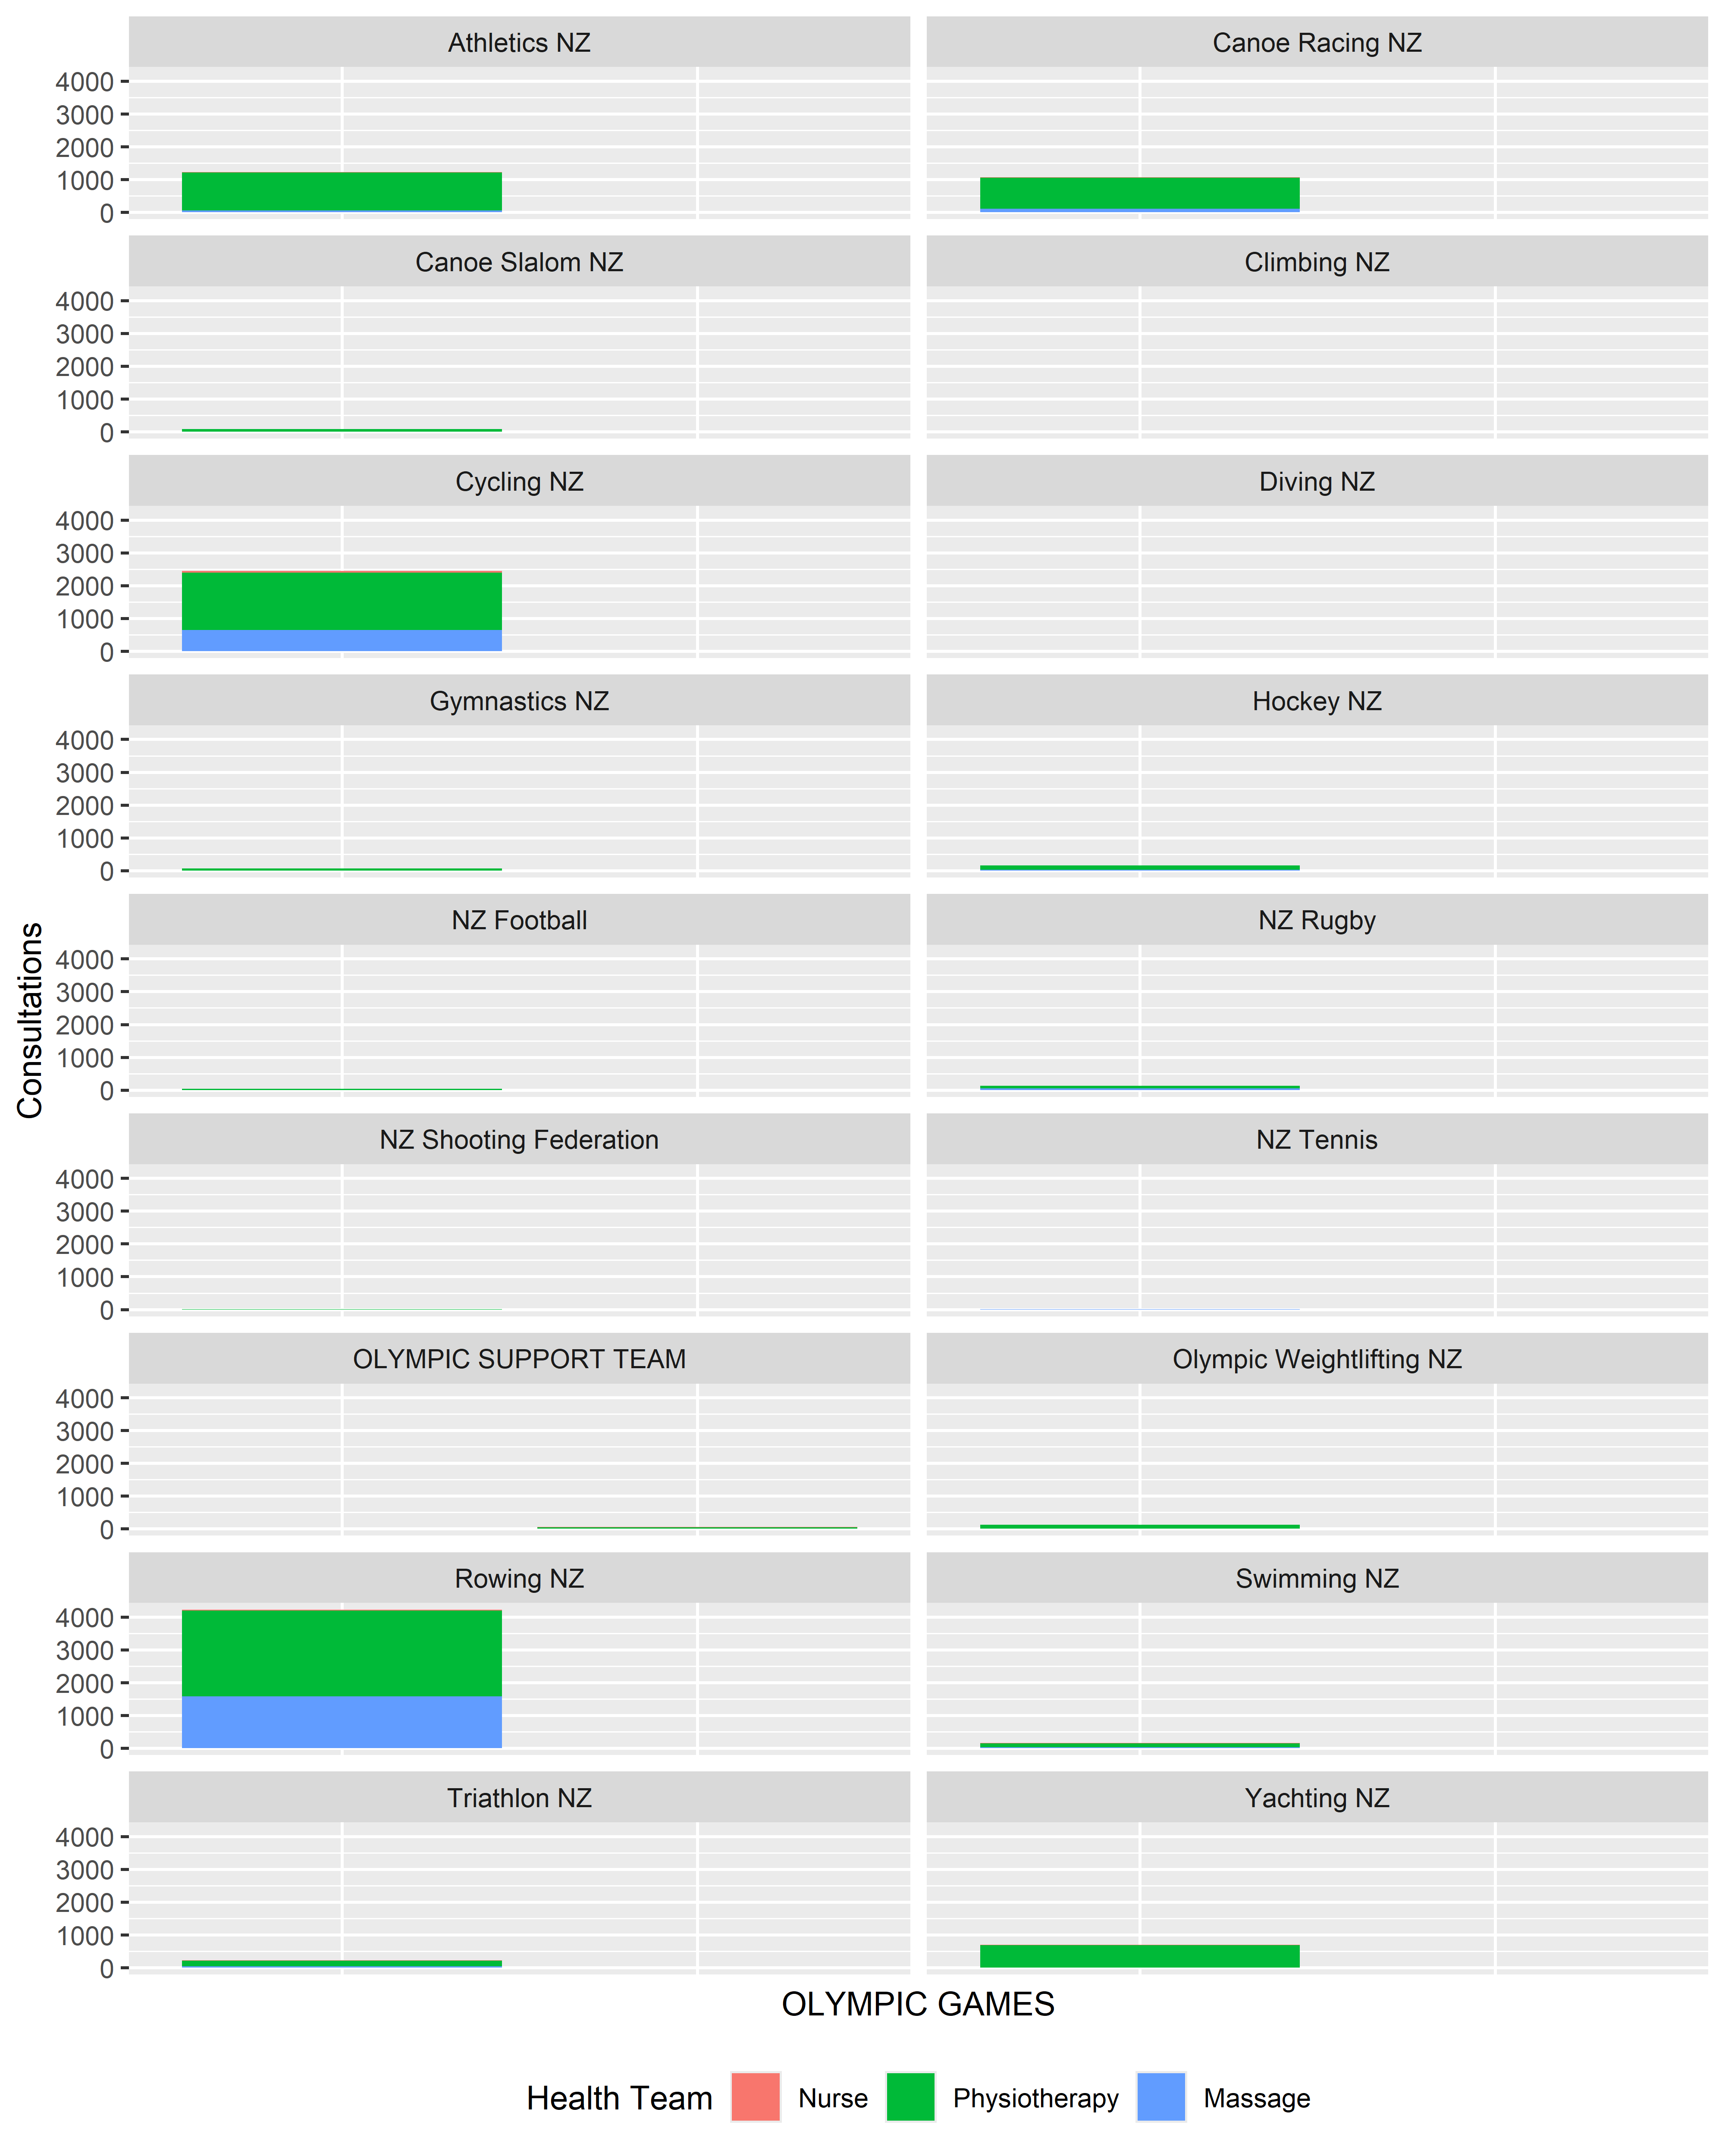 Athletics NZ
Canoe Racing NZ
4000
3000
2000
1000
0
Canoe Slalom NZ
Climbing NZ
4000
3000
2000
1000
0
Cycling NZ
Diving NZ
4000
3000
2000
1000
0
Gymnastics NZ
Hockey NZ
4000
3000
2000
1000
0
NZ Football
NZ Rugby
4000
3000
2000
1000
0
Consultations
NZ Shooting Federation
NZ Tennis
4000
3000
2000
1000
0
OLYMPIC SUPPORT TEAM
Olympic Weightlifting NZ
4000
3000
2000
1000
0
Rowing NZ
Swimming NZ
4000
3000
2000
1000
0
Triathlon NZ
Yachting NZ
4000
3000
2000
1000
0
OLYMPIC GAMES
Health Team Nurse Physiotherapy Massage